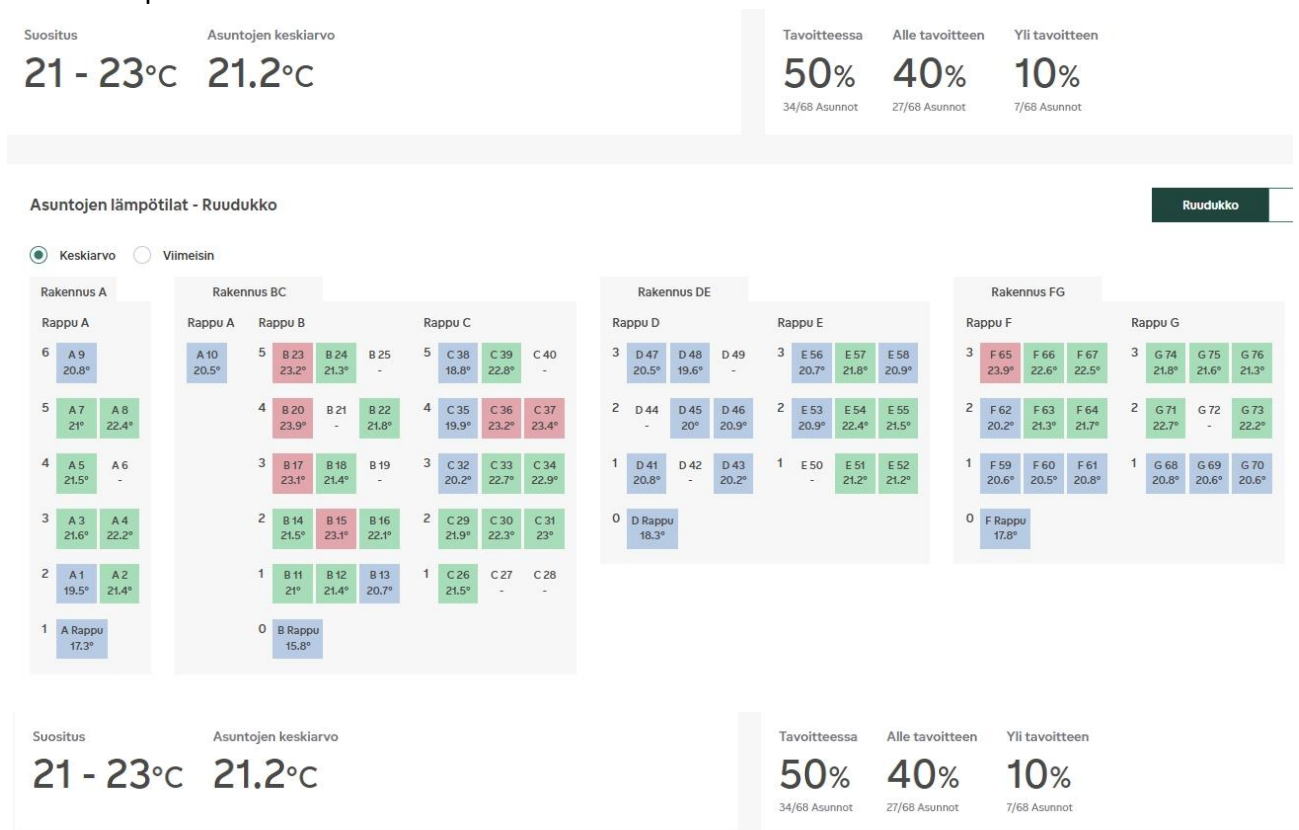 Suositus Asuntojen keskiarvo Tavoitteessa Alle tavoitteen Yli tavoitteen
21 - 23°C 21.2°C 50% 40% 10%
34/68 Asunnot 27/68 Asunnot 7/68 Asunnot
Asuntojen lämpötilat - Ruudukko Ruudukko
Keskiarvo Viimeisin
Rakennus A Rakennus BC Rakennus DE Rakennus FG
Rappu A Rappu A Rappu B Rappu C Rappu D Rappu E Rappu F Rappu G
6 A 9 A 10 5 B 23 B 24 B 25 5 C 38 C 39 C 40 3 D 47 D 48 D 49 3 E 56 E 57 E 58 3 F 65 F 66 F 67 3 G 74 G 75 G 76
20.8° 20.5° 23.2° 21.3° - 18.8° 22.8° - 20.5° 19.6° - 20.7° 21.8° 20.9° 23.9° 22.6° 22.5° 21.8° 21.6° 21.3°
5 A 7 A 8 4 B 20 B 21 B 22 4 C 35 C 36 C 37 2 D 44 D 45 D 46 2 E 53 E 54 E 55 2 F 62 F 63 F 64 2 G 71 G 72 G 73
21° 22.4° 23.9° - 21.8° 19.9° 23.2° 23.4° - 20° 20.9° 20.9° 22.4° 21.5° 20.2° 21.3° 21.7° 22.7° - 22.2°
4 A 5 A 6 3 B 17 B 18 B 19 3 C 32 C 33 C 34 1 D 41 D 42 D 43 1 E 50 E 51 E 52 1 F 59 F 60 F 61 1 G 68 G 69 G 70
21.5° - 23.1° 21.4° - 20.2° 22.7° 22.9° 20.8° - 20.2° - 21.2° 21.2° 20.6° 20.5° 20.8° 20.8° 20.6° 20.6°
3 A 3 A 4 2 B 14 B 15 B 16 2 C 29 C 30 C 31 0 D Rappu 0 F Rappu
21.6° 22.2° 21.5° 23.1° 22.1° 21.9° 22.3° 23° 18.3° 17.8°
2 A 1 A 2 1 B 11 B 12 B 13 1 C 26 C 27 C 28
19.5° 21.4° 21° 21.4° 20.7° 21.5° - -
1 A Rappu 0 B Rappu
17.3° 15.8°
Suositus Asuntojen keskiarvo Tavoitteessa Alle tavoitteen Yli tavoitteen
21 - 23°C 21.2°C 50% 40% 10%
34/68 Asunnot 27/68 Asunnot 7/68 Asunnot